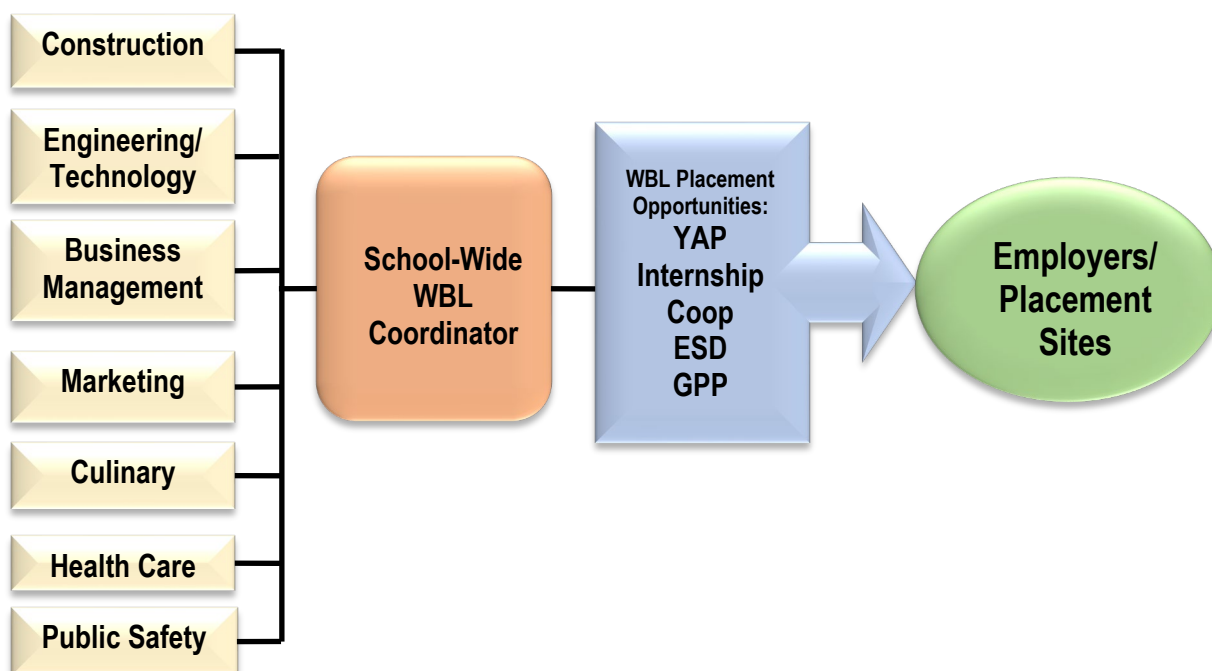 Construction
Engineering/
Technology
Business
Management
Marketing
Culinary
Health Care
Public Safety
School-Wide
WBL
Coordinator
WBL Placement
Opportunities:
YAP
Internship
Coop
ESD
GPP
Employers/
Placement
Sites